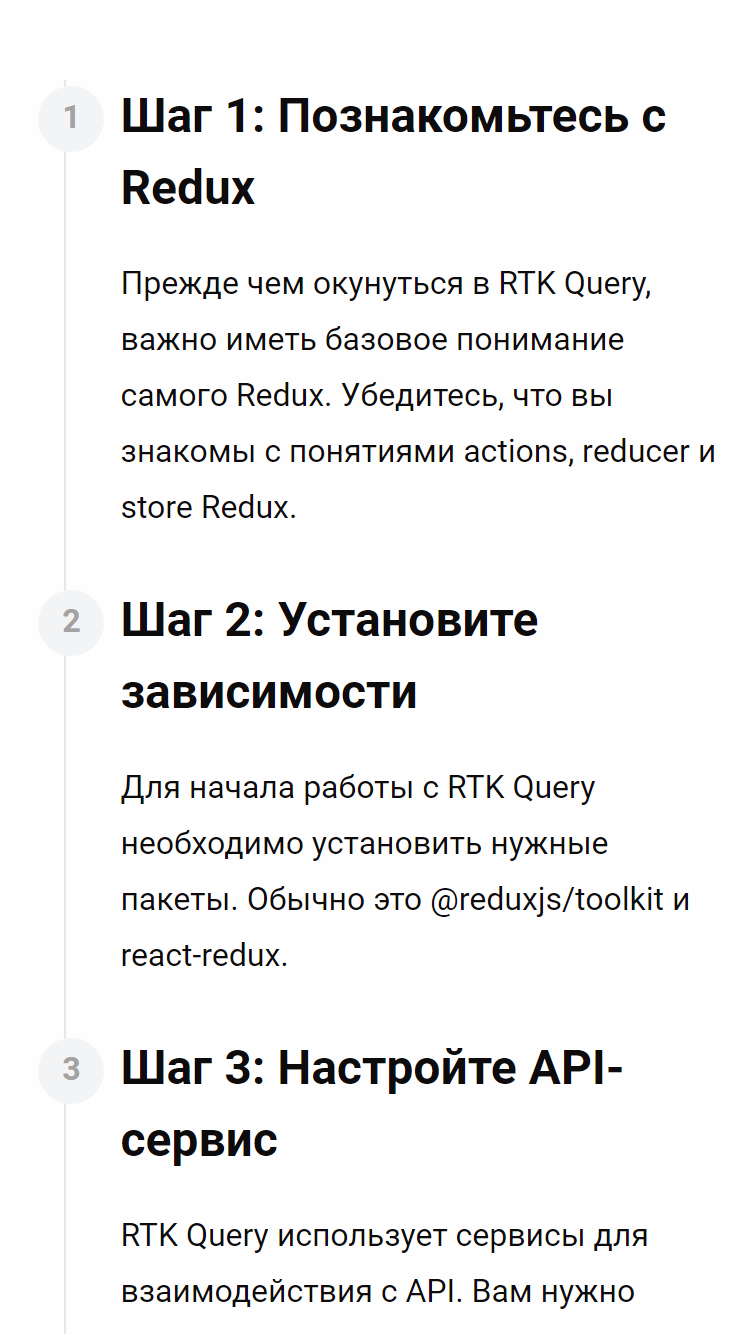 1
Шаг 1: Познакомьтесь с
Redux
Прежде чем окунуться в RTK Query,
важно иметь базовое понимание
самого Redux. Убедитесь, что вы
знакомы с понятиями actions, reducer и
store Redux.
2
Шаг 2: Установите
зависимости
Для начала работы с RTK Query
необходимо установить нужные
пакеты. Обычно это @reduxjs/toolkit и
react-redux.
3
Шаг 3: Настройте API-
сервис
RTK Query использует сервисы для
взаимодействия с API. Вам нужно